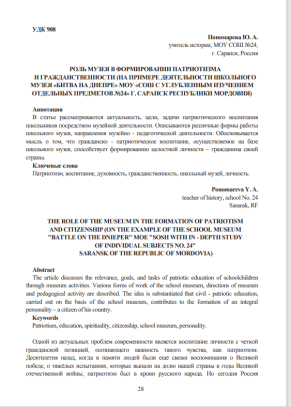 УДК 908
Пономарева Ю. А.
учитель истории, МОУ СОШ №24,
г. Саранск, Россия
РОЛЬ МУЗЕЯ В ФОРМИРОВАНИИ ПАТРИОТИЗМА
И ГРАЖДАНСТВЕННОСТИ (НА ПРИМЕРЕ ДЕЯТЕЛЬНОСТИ ШКОЛЬНОГО
МУЗЕЯ «БИТВА НА ДНЕПРЕ» МОУ «СОШ С УГЛУБЛЕННЫМ ИЗУЧЕНИЕМ
ОТДЕЛЬНЫХ ПРЕДМЕТОВ №24» Г. САРАНСК РЕСПУБЛИКИ МОРДОВИЯ)
Аннотация
В статье рассматривается актуальность, цели, задачи патриотического воспитания
школьников посредством музейной деятельности. Описываются различные формы работы
школьного музея, направления музейно - педагогической деятельности. Обосновывается
мысль о том, что гражданско - патриотическое воспитание, осуществляемое на базе
школьного музея, способствует формированию целостной личности – гражданина своей
страны.
Ключевые слова
Патриотизм, воспитание, духовность, гражданственность, школьный музей, личность.
Ponomareva Y. A.
teacher of history, school No. 24
Saransk, RF
THE ROLE OF THE MUSEUM IN THE FORMATION OF PATRIOTISM
AND CITIZENSHIP (ON THE EXAMPLE OF THE SCHOOL MUSEUM
"BATTLE ON THE DNIEPER" MOE "SOSH WITH IN - DEPTH STUDY
OF INDIVIDUAL SUBJECTS NO. 24"
SARANSK OF THE REPUBLIC OF MORDOVIA)
Abstract
The article discusses the relevance, goals, and tasks of patriotic education of schoolchildren
through museum activities. Various forms of work of the school museum, directions of museum
and pedagogical activity are described. The idea is substantiated that civil - patriotic education,
carried out on the basis of the school museum, contributes to the formation of an integral
personality – a citizen of his country.
Keywords
Patriotism, education, spirituality, citizenship, school museum, personality.
Одной из актуальных проблем современности является воспитание личности с четкой
гражданской позицией, осознающего важность такого чувства, как патриотизм.
Десятилетия назад, когда в памяти людей были ещё свежи воспоминания о Великой
победе, о тяжёлых испытаниях, которые выпали на долю нашей страны в годы Великой
отечественной войны, патриотизм был в крови русского народа. Но сегодня Россия
28